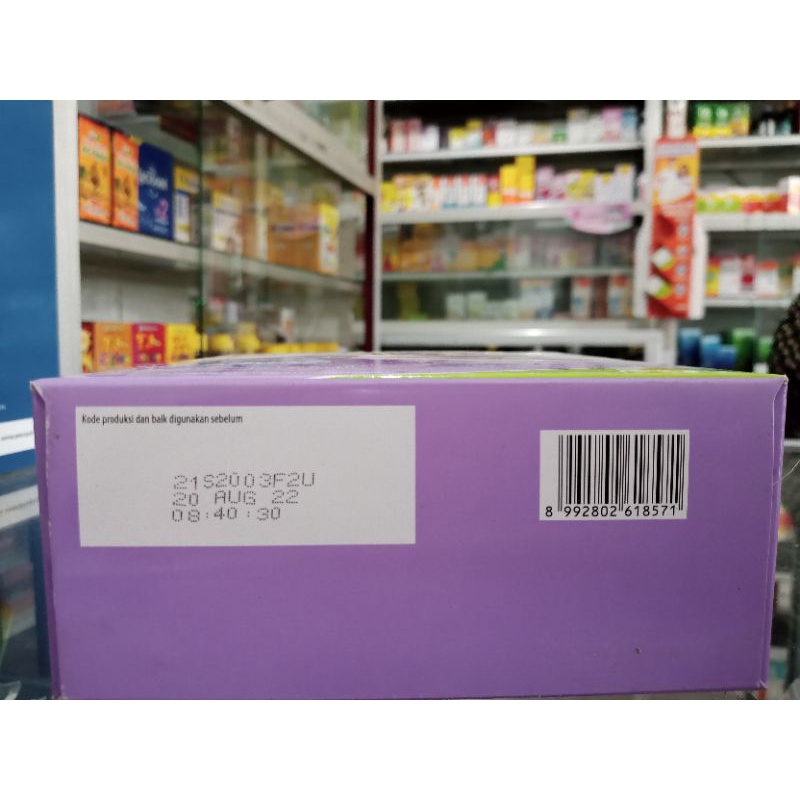 Kode produksi dan baik digunakan sebelum
21S2003F2U
20 AUG 22
08:40:30
8 992802 618571